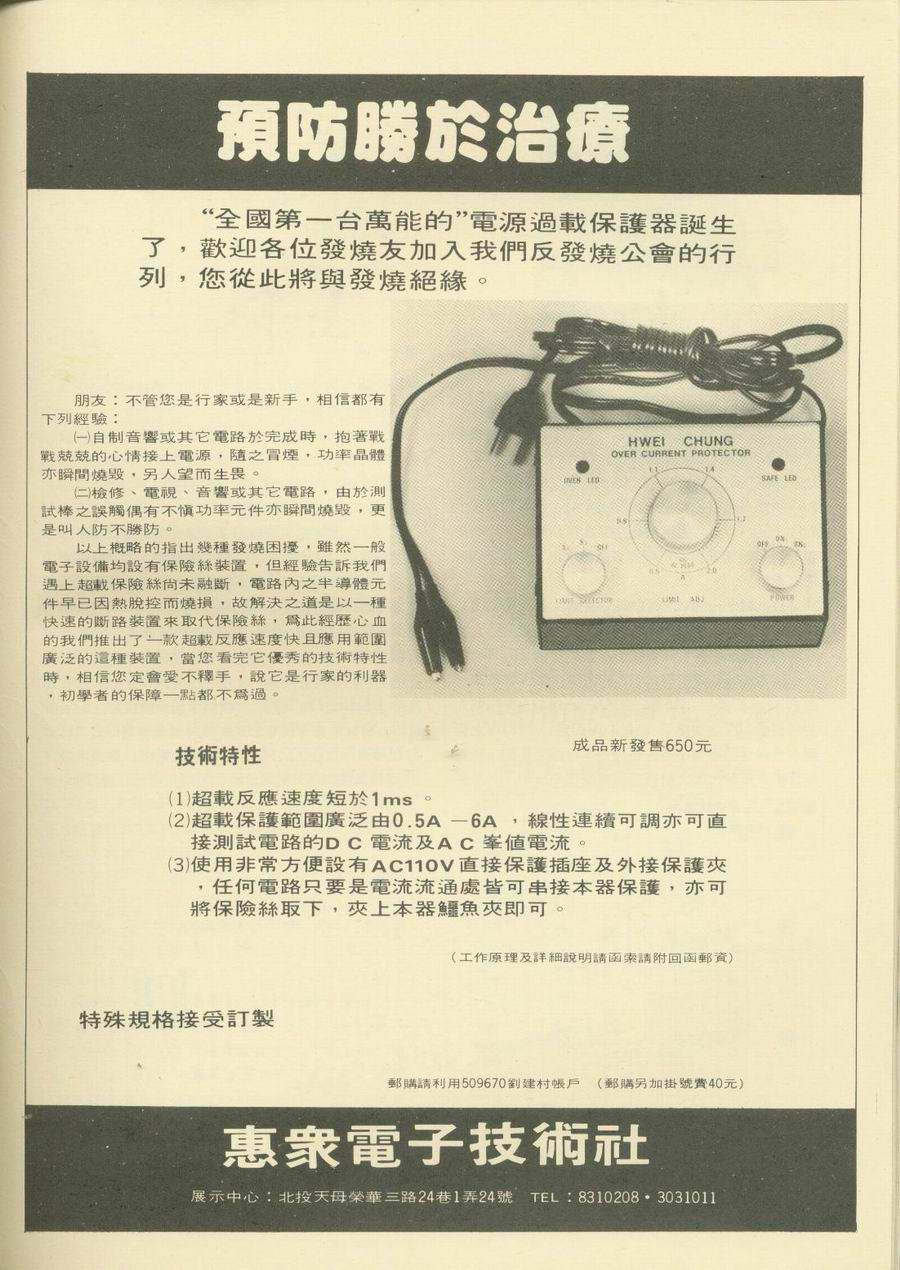 預防勝於治療
“全國第一台萬能的”電源過載保護器誕生
了，歡迎各位發燒友加入我們反發燒公會的行
列，您從此將與發燒絕緣。
朋友：不管您是行家或是新手，相信都有
下列經驗：
㈠自制音響或其它電路於完成時，抱著戰
戰兢兢的心情接上電源，隨之冒煙，功率晶體
亦瞬間燒毀，另人望而生畏。
㈡檢修、電視、音響或其它電路，由於測
試棒之誤觸偶有不慎功率元件亦瞬間燒毀，更
是叫人防不勝防。
以上概略的指出幾種發燒困擾，雖然一般
電子設備均設有保險絲裝置，但經驗告訴我們
遇上超載保險絲尚未融斷，電路內之半導體元
件早已因熱脫控而燒損，故解決之道是以一種
快速的斷路裝置來取代保險絲，爲此經歷心血
的我們推出了一款超載反應速度快且應用範圍
廣泛的這種裝置，當您看完它優秀的技術特性
時，相信您定會愛不釋手，說它是行家的利器
，初學者的保障一點都不爲過。
HWEI CHUNG
OVER CURRENT PROTECTOR
OVER LED
SAFE LED
1.1
1.4
0.8
1.7
0.5
2.0
A
OFF
OFF
LIMIT ADJ
POWER
成品新發售650元
技術特性
⑴超載反應速度短於1ms。
⑵超載保護範圍廣泛由0.5A—6A，線性連續可調亦可直
接測試電路的DC電流及AC峯値電流。
⑶使用非常方便設有AC110V直接保護插座及外接保護夾
，任何電路只要是電流流通處皆可串接本器保護，亦可
將保險絲取下，夾上本器鱷魚夾即可。
（工作原理及詳細說明請函索請附回函郵資）
特殊規格接受訂製
郵購請利用509670劉建村帳戶 （郵購另加掛號費40元）
惠衆電子技術社
展示中心：北投天母榮華三路24巷1弄24號 TEL：8310208・3031011